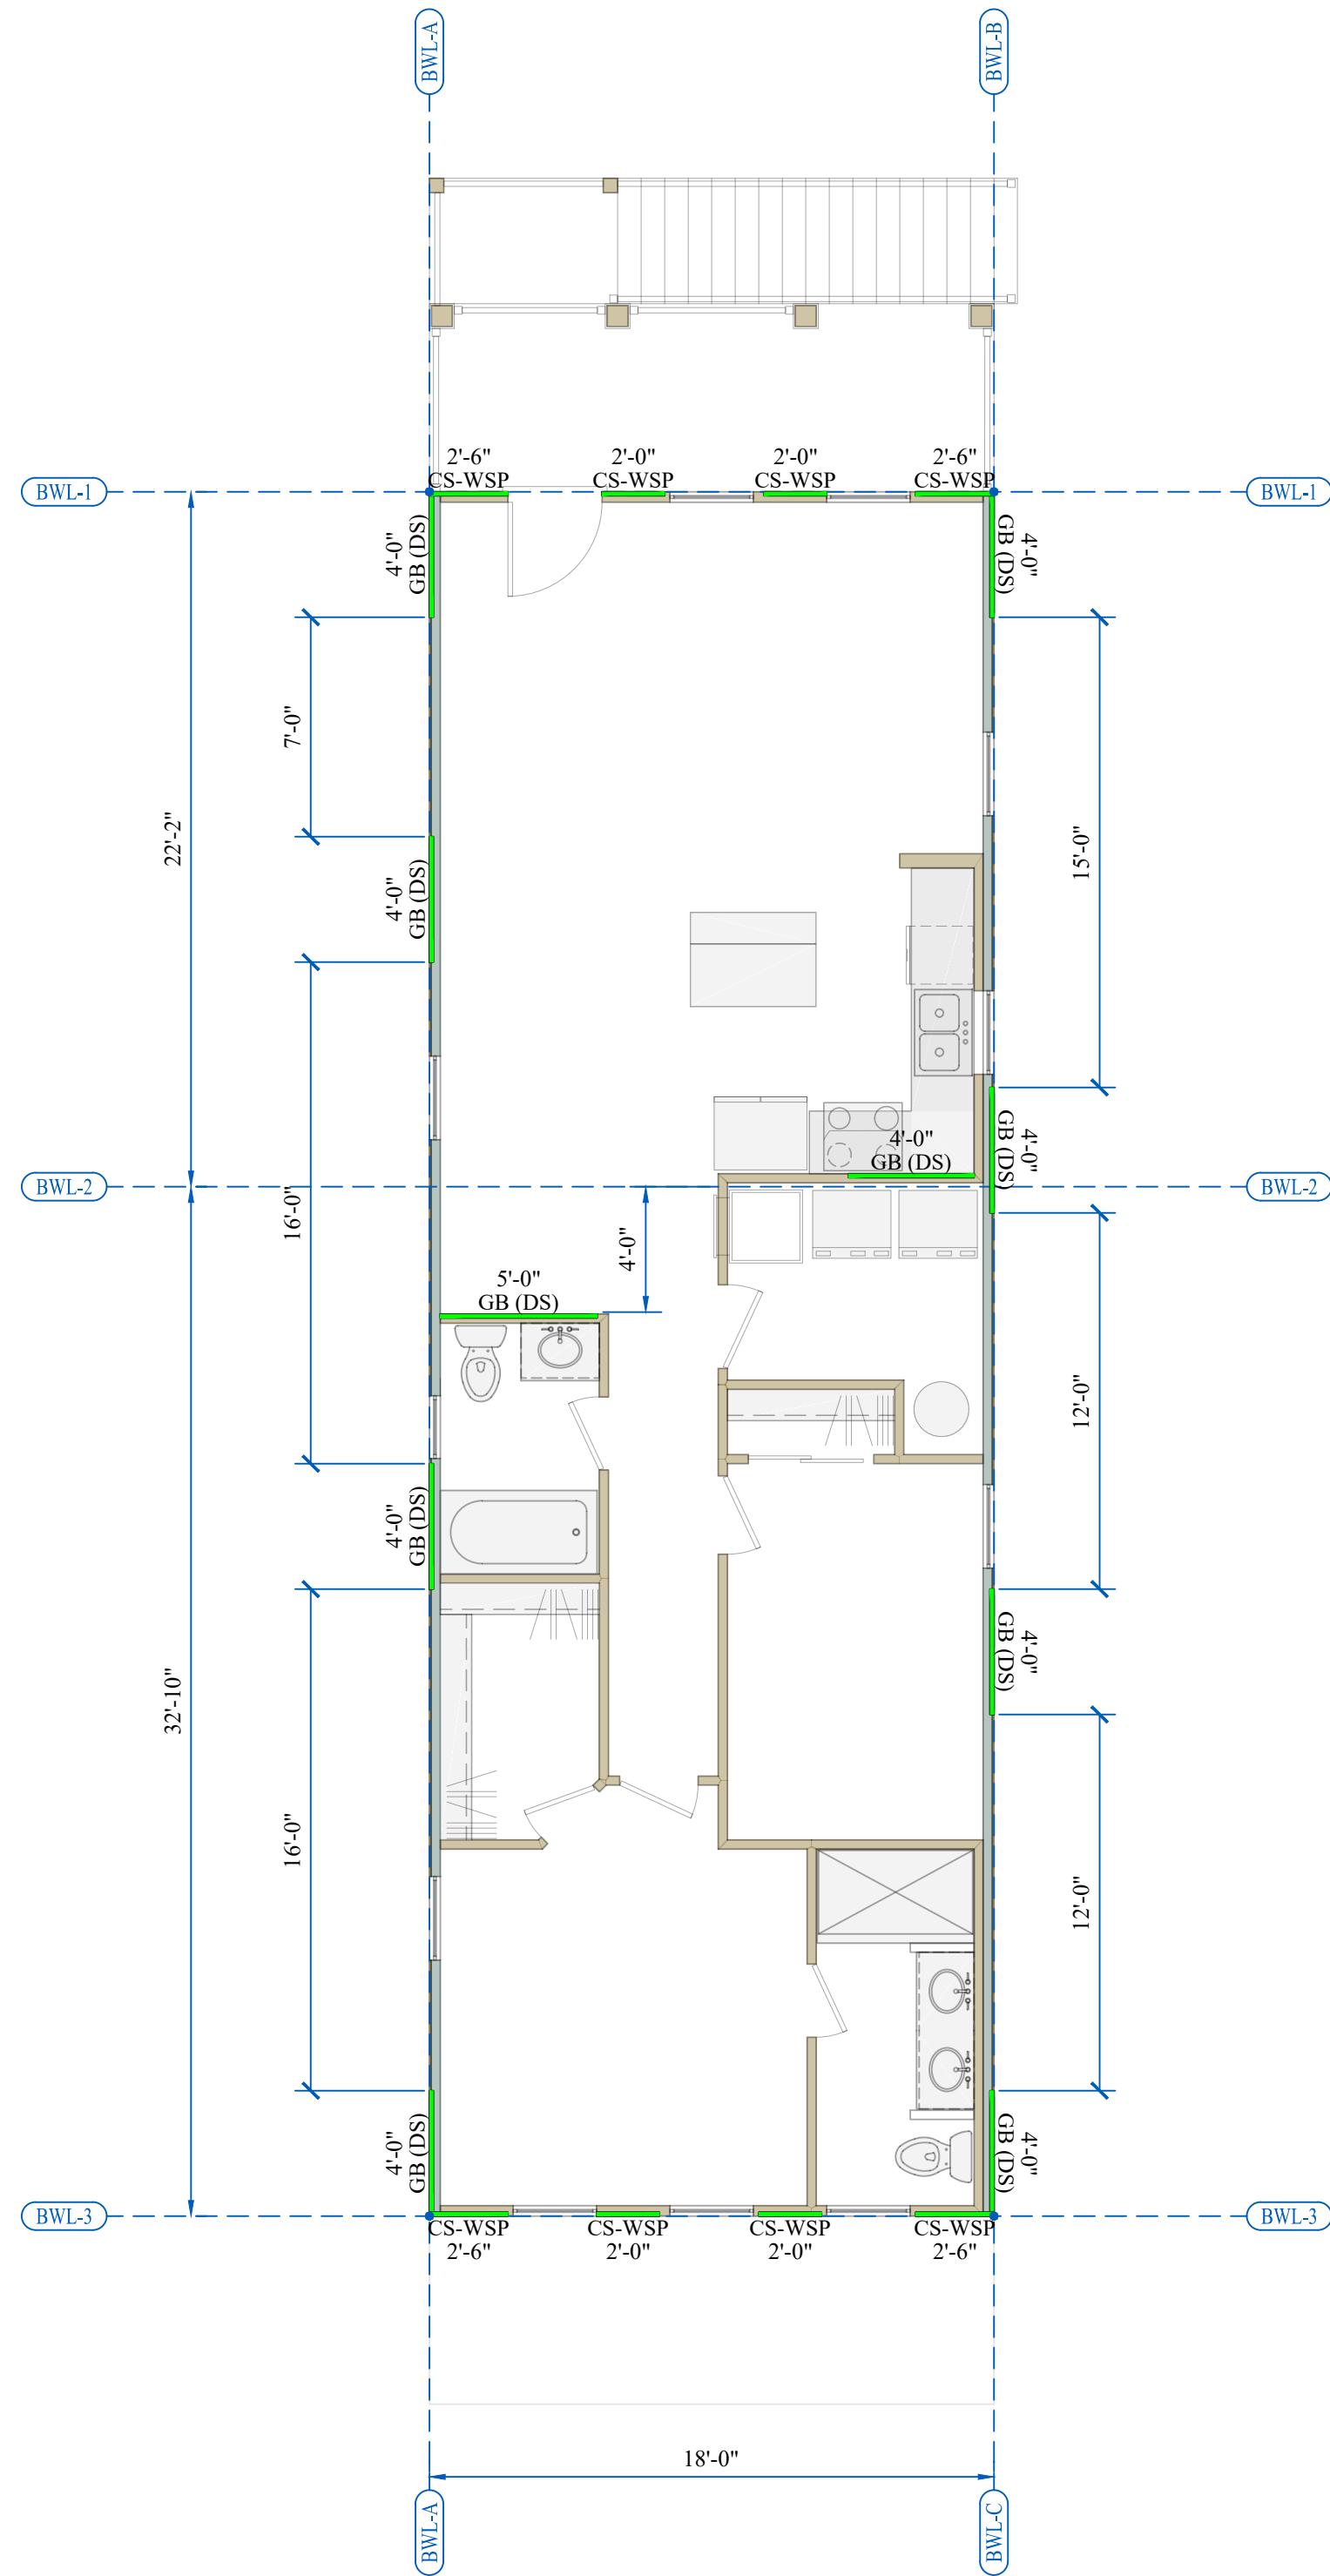 BWL-A
BWL-B
2'-6"
CS-WSP
2'-0"
CS-WSP
2'-0"
CS-WSP
2'-6"
CS-WSP
BWL-1
BWL-1
4'-0"
GB (DS)
4'-0"
GB (DS)
7'-0"
22'-2"
15'-0"
4'-0"
GB (DS)
4'-0"
GB (DS)
4'-0"
GB (DS)
BWL-2
BWL-2
16'-0"
4'-0"
5'-0"
GB (DS)
12'-0"
4'-0"
GB (DS)
4'-0"
GB (DS)
32'-10"
16'-0"
12'-0"
4'-0"
GB (DS)
4'-0"
GB (DS)
BWL-3
BWL-3
CS-WSP
2'-6"
CS-WSP
2'-0"
CS-WSP
2'-0"
CS-WSP
2'-6"
18'-0"
BWL-A
BWL-C